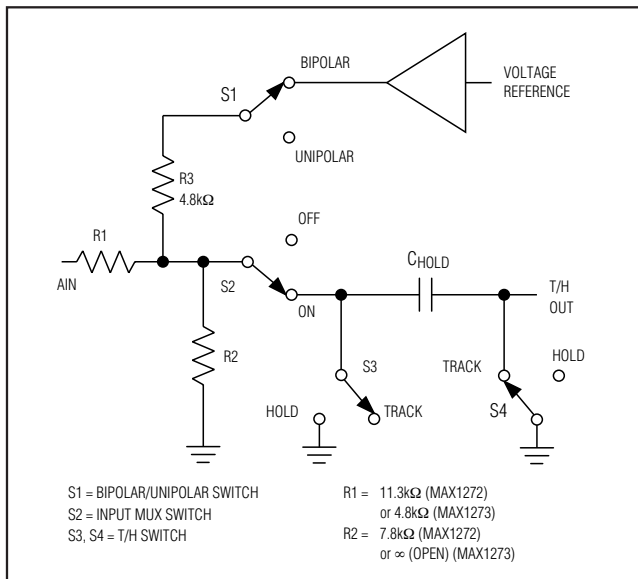 BIPOLAR
VOLTAGE
REFERENCE
S1
UNIPOLAR
R3
4.8kΩ
OFF
R1
CHOLD
AIN
S2
T/H
OUT
ON
R2
S3
TRACK
HOLD
HOLD
TRACK
S4
S1 = BIPOLAR/UNIPOLAR SWITCH
S2 = INPUT MUX SWITCH
S3, S4 = T/H SWITCH
R1 = 11.3kΩ (MAX1272)
or 4.8kΩ (MAX1273)
R2 = 7.8kΩ (MAX1272)
or ∞ (OPEN) (MAX1273)